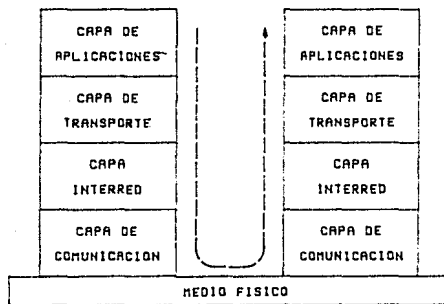 CAPA DE
APLICACIONES
CAPA DE
TRANSPORTE
CAPA
INTERRED
CAPA DE
COMUNICACION
CAPA DE
APLICACIONES
CAPA DE
TRANSPORTE
CAPA
INTERRED
CAPA DE
COMUNICACION
MEDIO FISICO